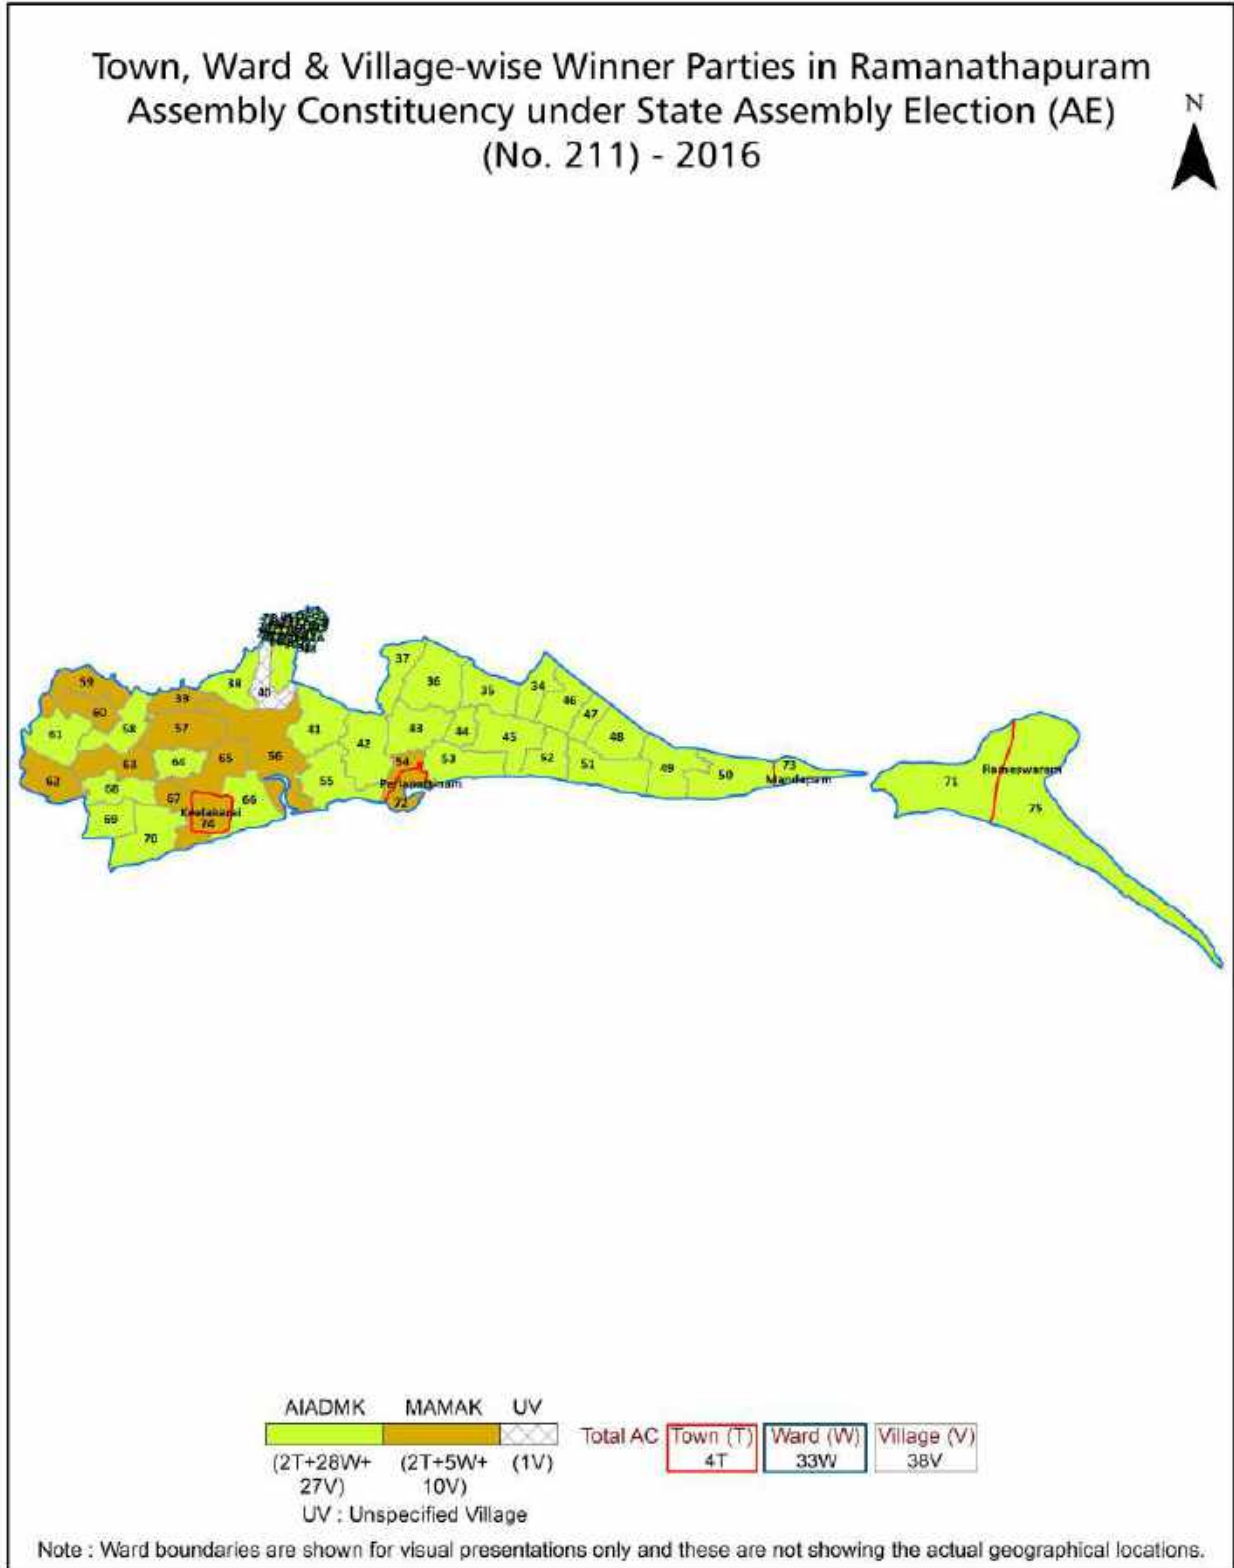 Town, Ward & Village-wise Winner Parties in Ramanathapuram
Assembly Constituency under State Assembly Election (AE)
(No. 211) - 2016
N
37
36
35
34
46
47
48
59
60
61
58
39
38
40
57
41
42
43
44
45
52
51
49
50
73
Mandapam
71
Rameswaram
75
62
63
64
65
56
55
54
53
Periapattinam
72
68
67
66
Keelakarai
74
69
70
AIADMK MAMAK UV
(2T+28W+ (2T+5W+ (1V)
27V) 10V)
UV : Unspecified Village
Total AC Town (T) Ward (W) Village (V)
4T 33W 38V
Note : Ward boundaries are shown for visual presentations only and these are not showing the actual geographical locations.